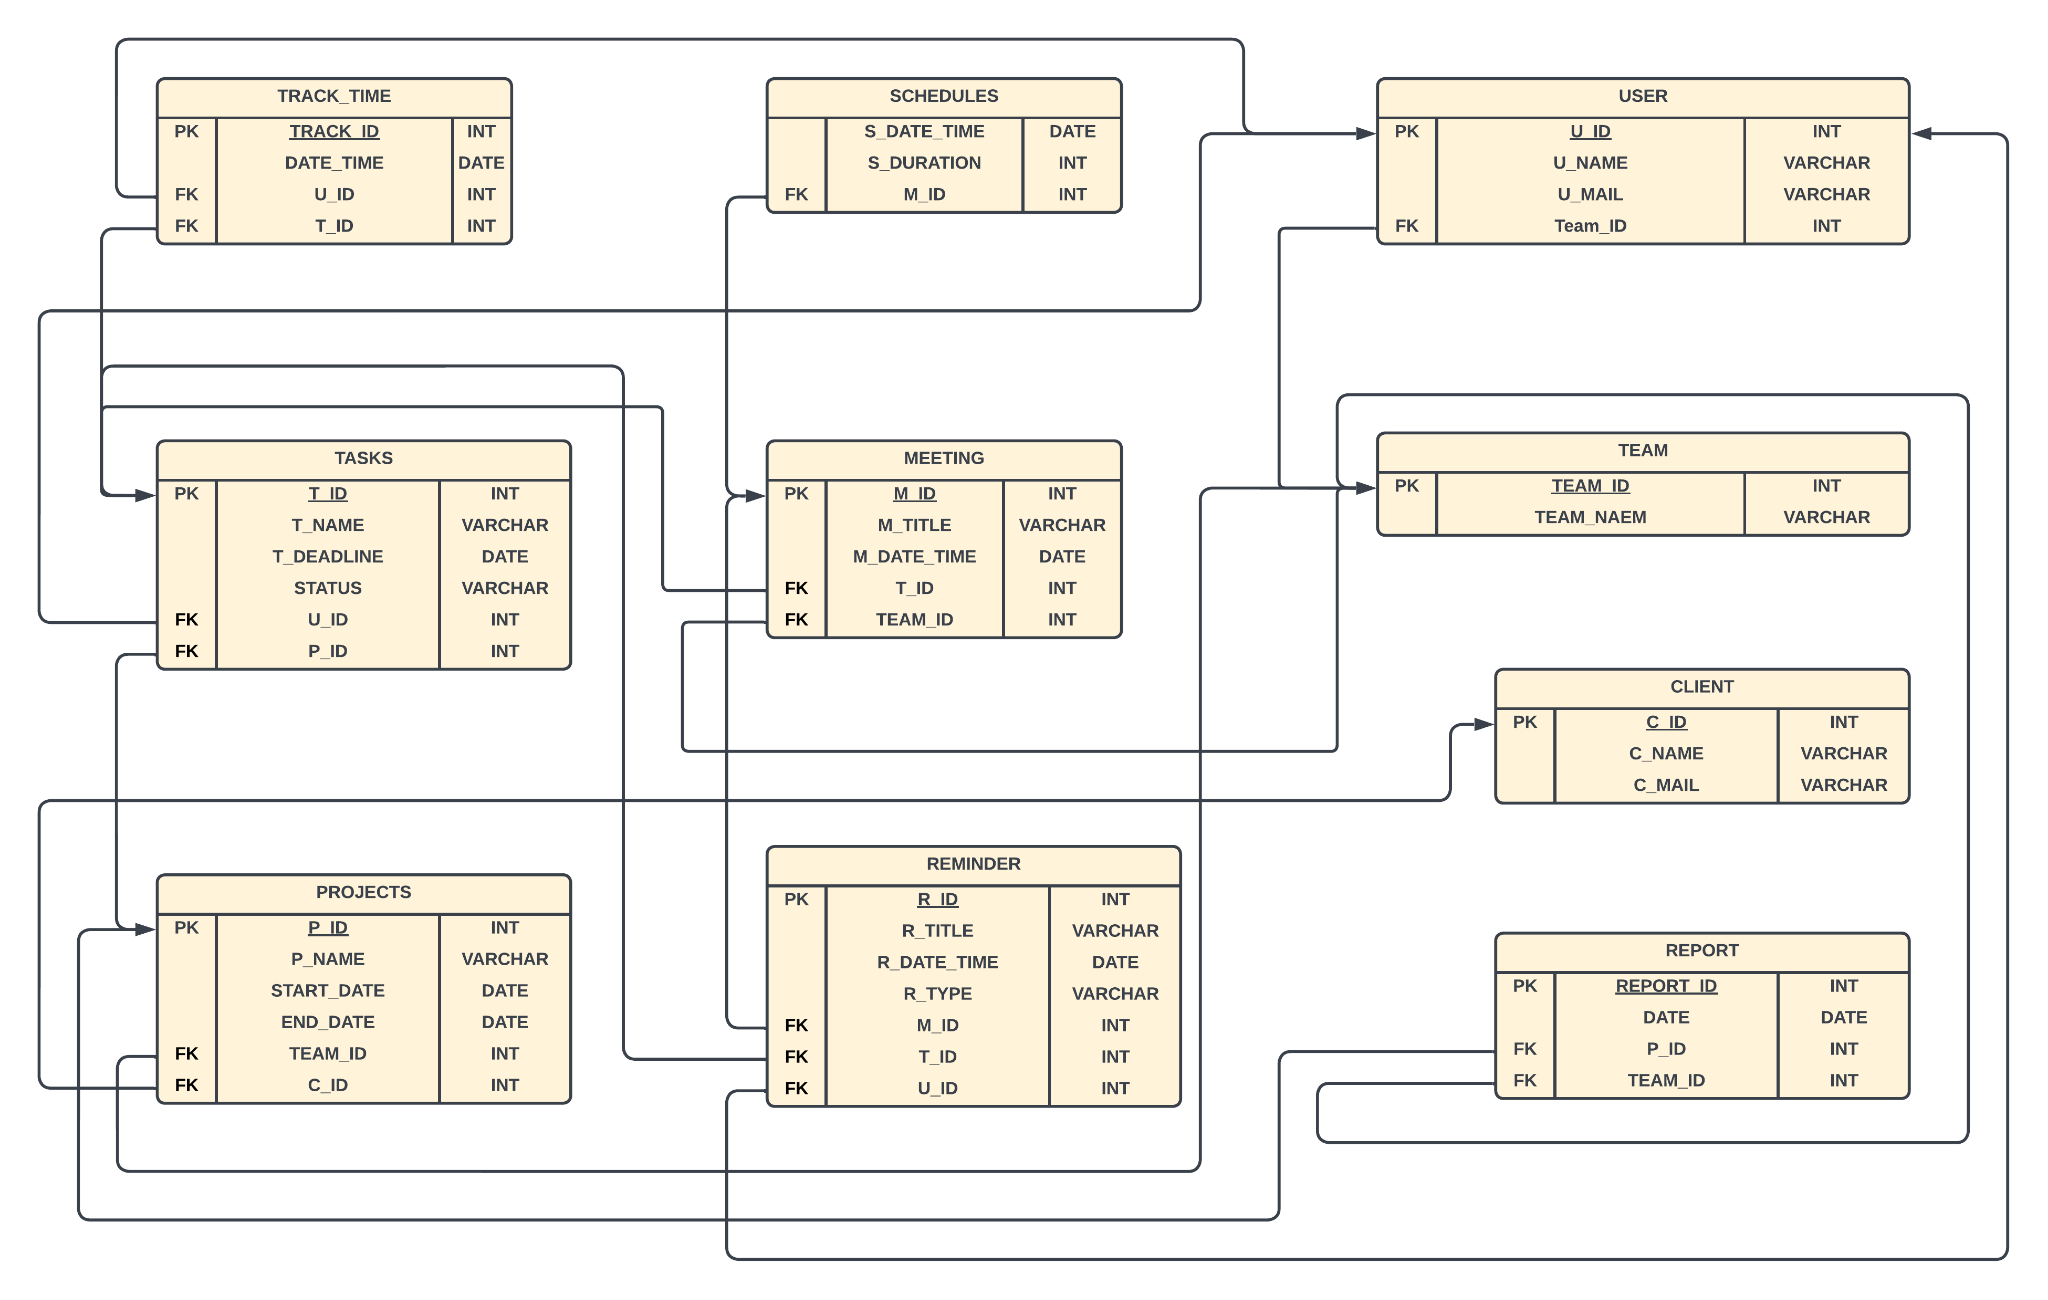 TRACK_TIME
PK TRACK_ID INT
DATE_TIME DATE
FK U_ID INT
FK T_ID INT
SCHEDULES
S_DATE_TIME DATE
S_DURATION INT
FK M_ID INT
USER
PK U_ID INT
U_NAME VARCHAR
U_MAIL VARCHAR
FK Team_ID INT
TASKS
PK T_ID INT
T_NAME VARCHAR
T_DEADLINE DATE
STATUS VARCHAR
FK U_ID INT
FK P_ID INT
MEETING
PK M_ID INT
M_TITLE VARCHAR
M_DATE_TIME DATE
FK T_ID INT
FK TEAM_ID INT
TEAM
PK TEAM_ID INT
TEAM_NAEM VARCHAR
CLIENT
PK C_ID INT
C_NAME VARCHAR
C_MAIL VARCHAR
PROJECTS
PK P_ID INT
P_NAME VARCHAR
START_DATE DATE
END_DATE DATE
FK TEAM_ID INT
FK C_ID INT
REMINDER
PK R_ID INT
R_TITLE VARCHAR
R_DATE_TIME DATE
R_TYPE VARCHAR
FK M_ID INT
FK T_ID INT
FK U_ID INT
REPORT
PK REPORT_ID INT
DATE DATE
FK P_ID INT
FK TEAM_ID INT